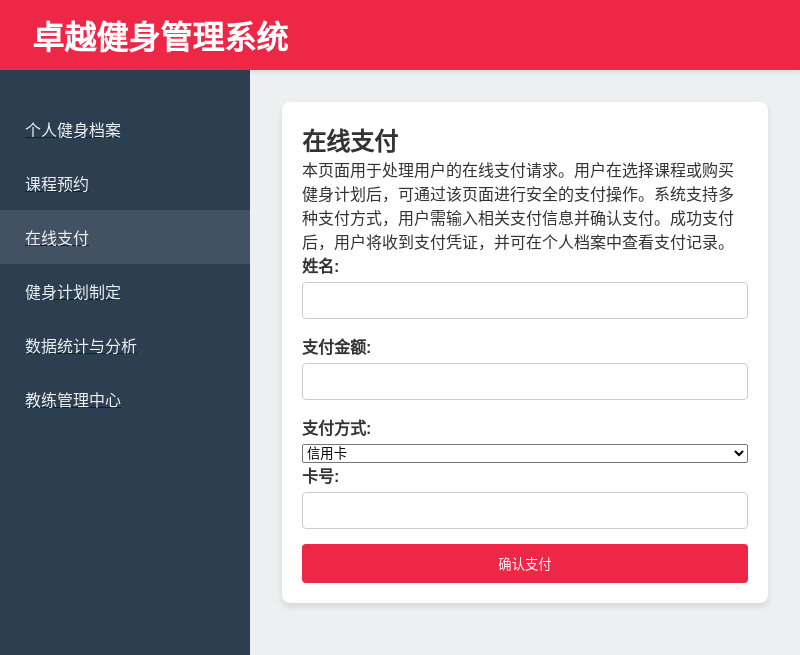 卓越健身管理系统
个人健身档案
课程预约
在线支付
健身计划制定
数据统计与分析
教练管理中心
在线支付
本页面用于处理用户的在线支付请求。用户在选择课程或购买
健身计划后，可通过该页面进行安全的支付操作。系统支持多
种支付方式，用户需输入相关支付信息并确认支付。成功支付
后，用户将收到支付凭证，并可在个人档案中查看支付记录。
姓名:
支付金额:
支付方式:
信用卡
卡号:
确认支付